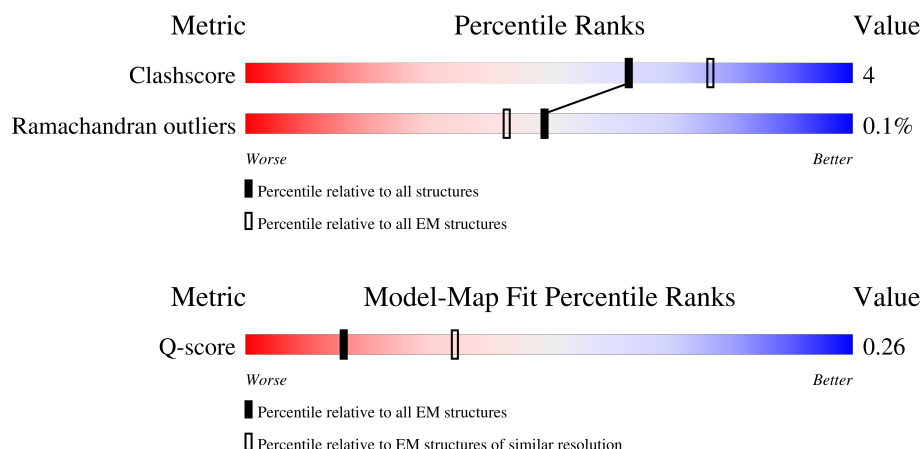 Metric Percentile Ranks Value
Clashscore 4
Ramachandran outliers 0.1%
Worse Better
Percentile relative to all structures
Percentile relative to all EM structures
Metric Model-Map Fit Percentile Ranks Value
Q-score 0.26
Worse Better
Percentile relative to all EM structures
Percentile relative to EM structures of similar resolution